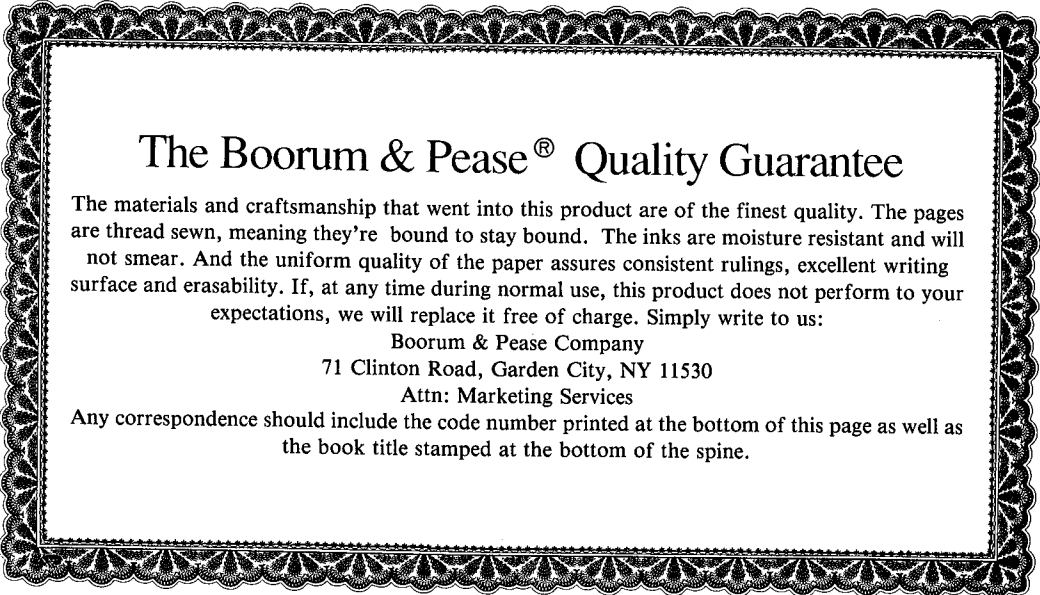 The Boorum & Pease® Quality Guarantee
The materials and craftsmanship that went into this product are of the finest quality. The pages
are thread sewn, meaning they're bound to stay bound. The inks are moisture resistant and will
not smear. And the uniform quality of the paper assures consistent rulings, excellent writing
surface and erasability. If, at any time during normal use, this product does not perform to your
expectations, we will replace it free of charge. Simply write to us:
Boorum & Pease Company
71 Clinton Road, Garden City, NY 11530
Attn: Marketing Services
Any correspondence should include the code number printed at the bottom of this page as well as
the book title stamped at the bottom of the spine.